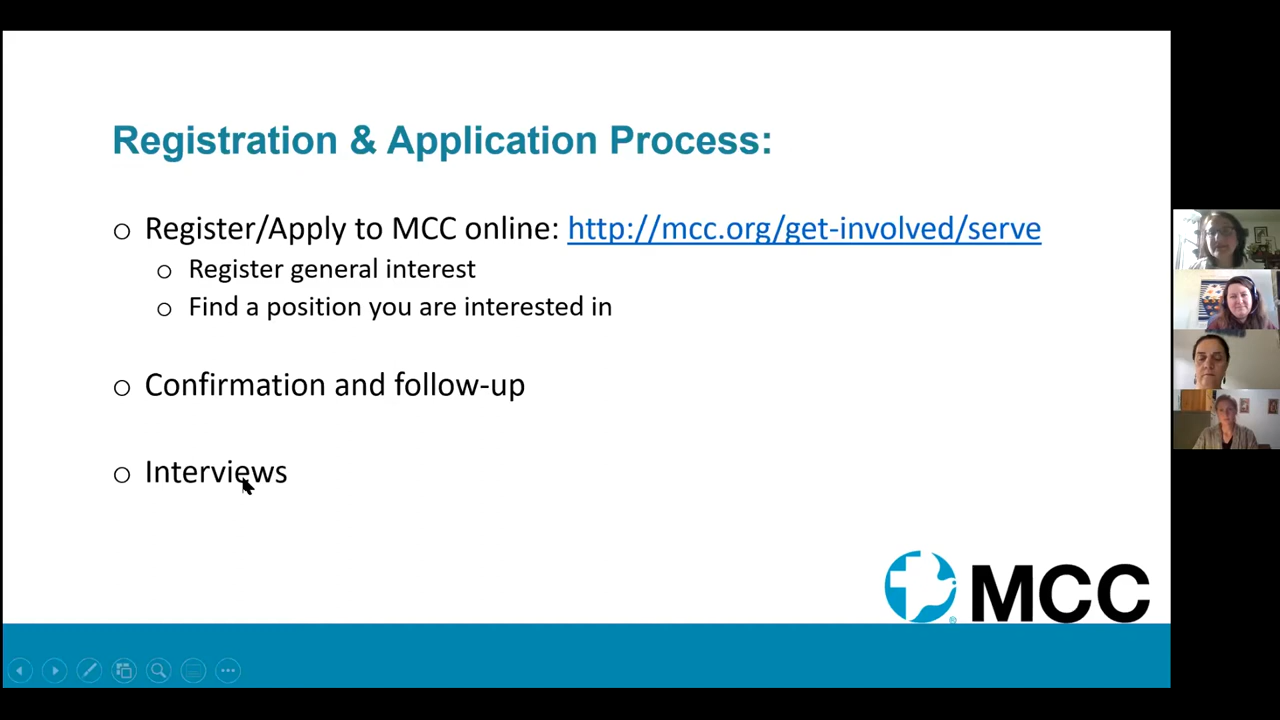 Registration & Application Process:
o Register/Apply to MCC online: http://mcc.org/get-involved/serve
o Register general interest
o Find a position you are interested in
o Confirmation and follow-up
o Interviews
MCC
®